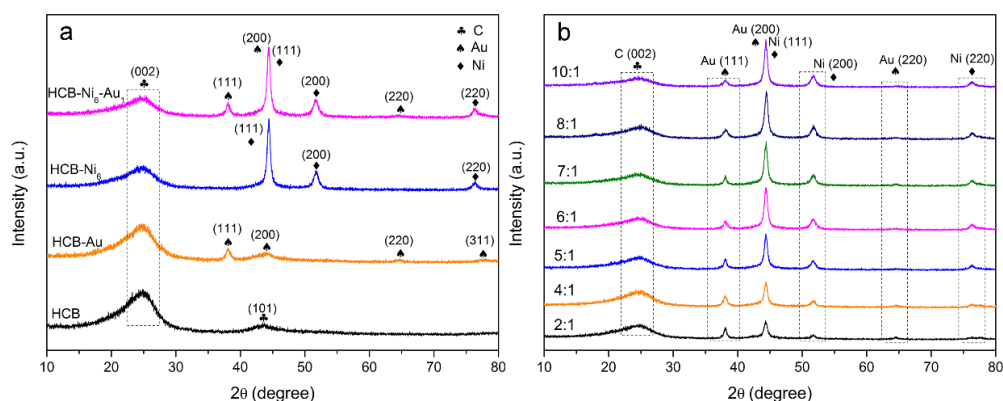 a
(200)
(111)
♣ C
♠ Au
♦ Ni
(002)
♣
HCB-Ni₆-Au₁
(111)
♠
♠
♦
(200)
♦
(220)
♠
(220)
♦
HCB-Ni₆
(111)
♦
(200)
♦
(220)
♦
HCB-Au
(111)
♠
(200)
♠
(220)
♠
(311)
♠
HCB
(101)
♣
Intensity (a.u.)
10 20 30 40 50 60 70 80
2θ (degree)
b
Au (200)
♠ Ni (111)
♦
C (002)
♣
Au (111)
♠
Ni (200)
♦
Au (220)
♠
Ni (220)
♦
10:1
8:1
7:1
6:1
5:1
4:1
2:1
Intensity (a.u.)
10 20 30 40 50 60 70 80
2θ (degree)